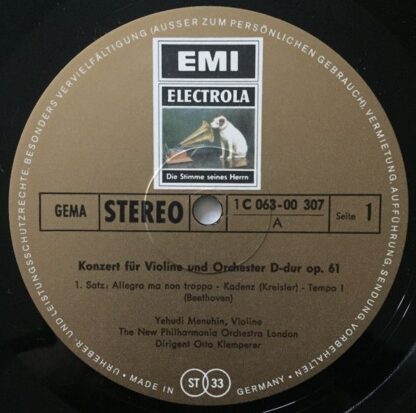 EMI
ELECTROLA
Die Stimme seines Herrn
GEMA
STEREO
1 C 063-00 307
A
Seite 1
Konzert für Violine und Orchester D-dur op. 61
1. Satz: Allegro ma non troppo - Kadenz (Kreisler) - Tempo I
(Beethoven)
Yehudi Menuhin, Violine
The New Philharmonia Orchestra London
Dirigent Otto Klemperer
URHEBER- UND LEISTUNGSSCHUTZRECHTE, BESONDERS VERVIELFÄLTIGUNG (AUSSER ZUM PERSÖNLICHEN GEBRAUCH), VERMIETUNG, AUFFÜHRUNG, SENDUNG VORBEHALTEN •
MADE IN GERMANY •
ST 33